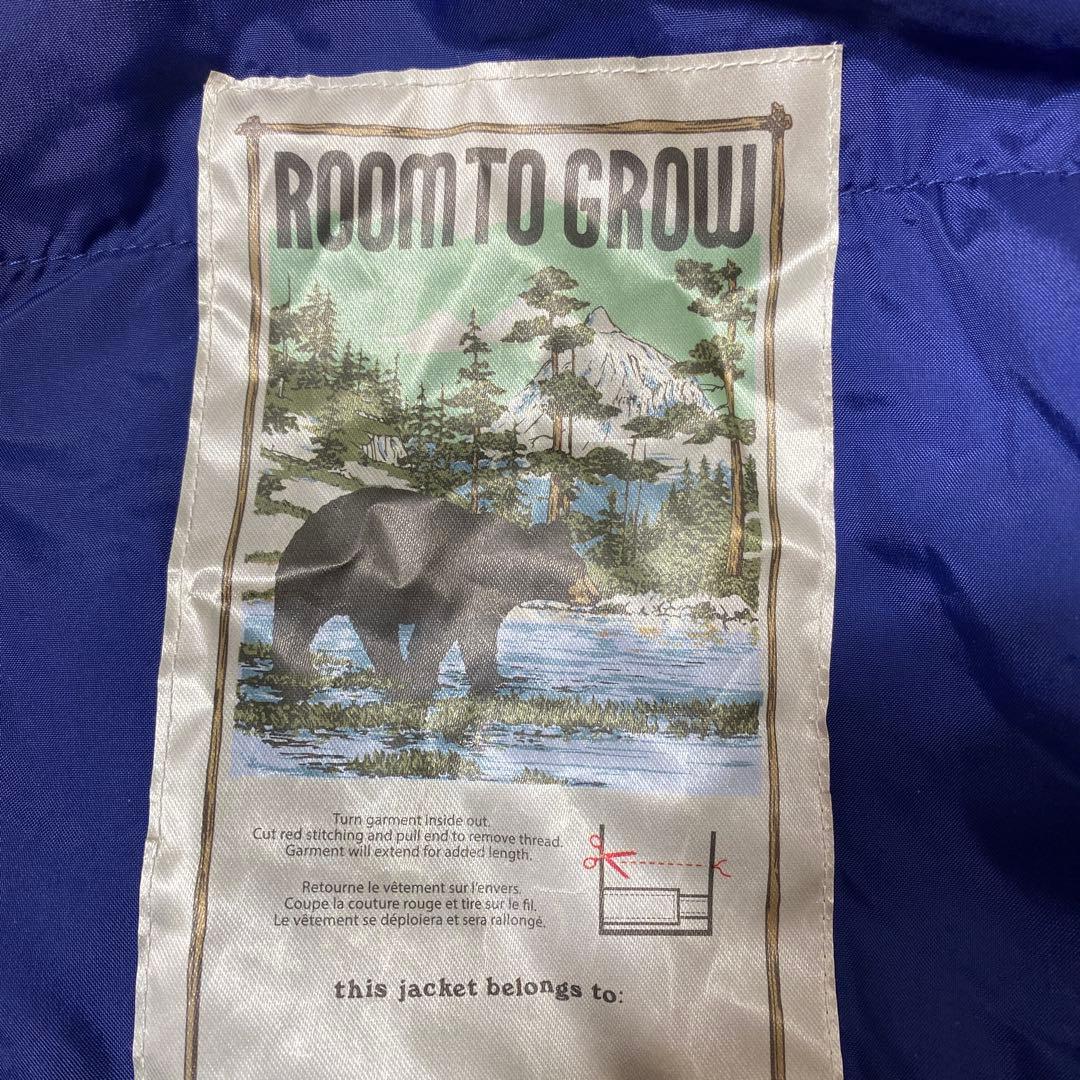 ROOM TO GROW
Turn garment inside out.
Cut red stitching and pull end to remove thread.
Garment will extend for added length.
Retourne le vêtement sur l'envers.
Coupe la couture rouge et tire sur le fil.
Le vêtement se déploiera et sera rallongé.
this jacket belongs to: